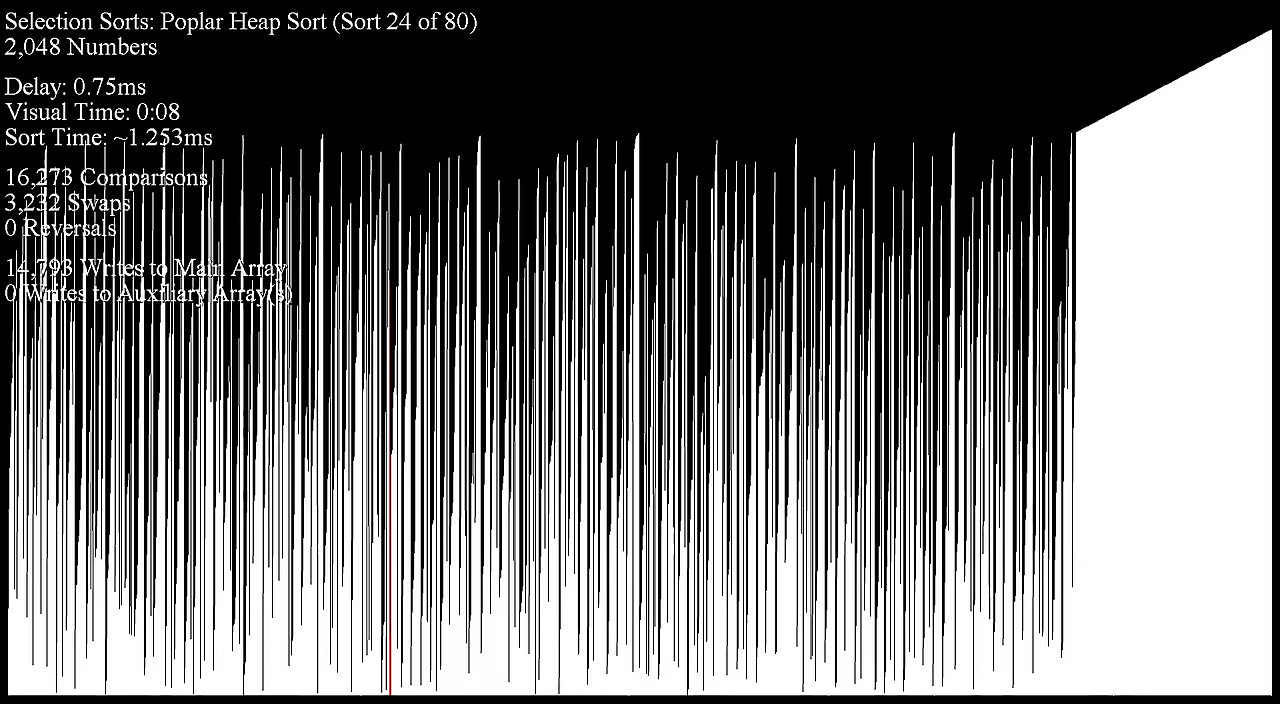 Selection Sorts: Poplar Heap Sort (Sort 24 of 80)
2,048 Numbers
Delay: 0.75ms
Visual Time: 0:08
Sort Time: ~1.253ms
16,273 Comparisons
3,232 Swaps
0 Reversals
14,793 Writes to Main Array
0 Writes to Auxiliary Array(s)